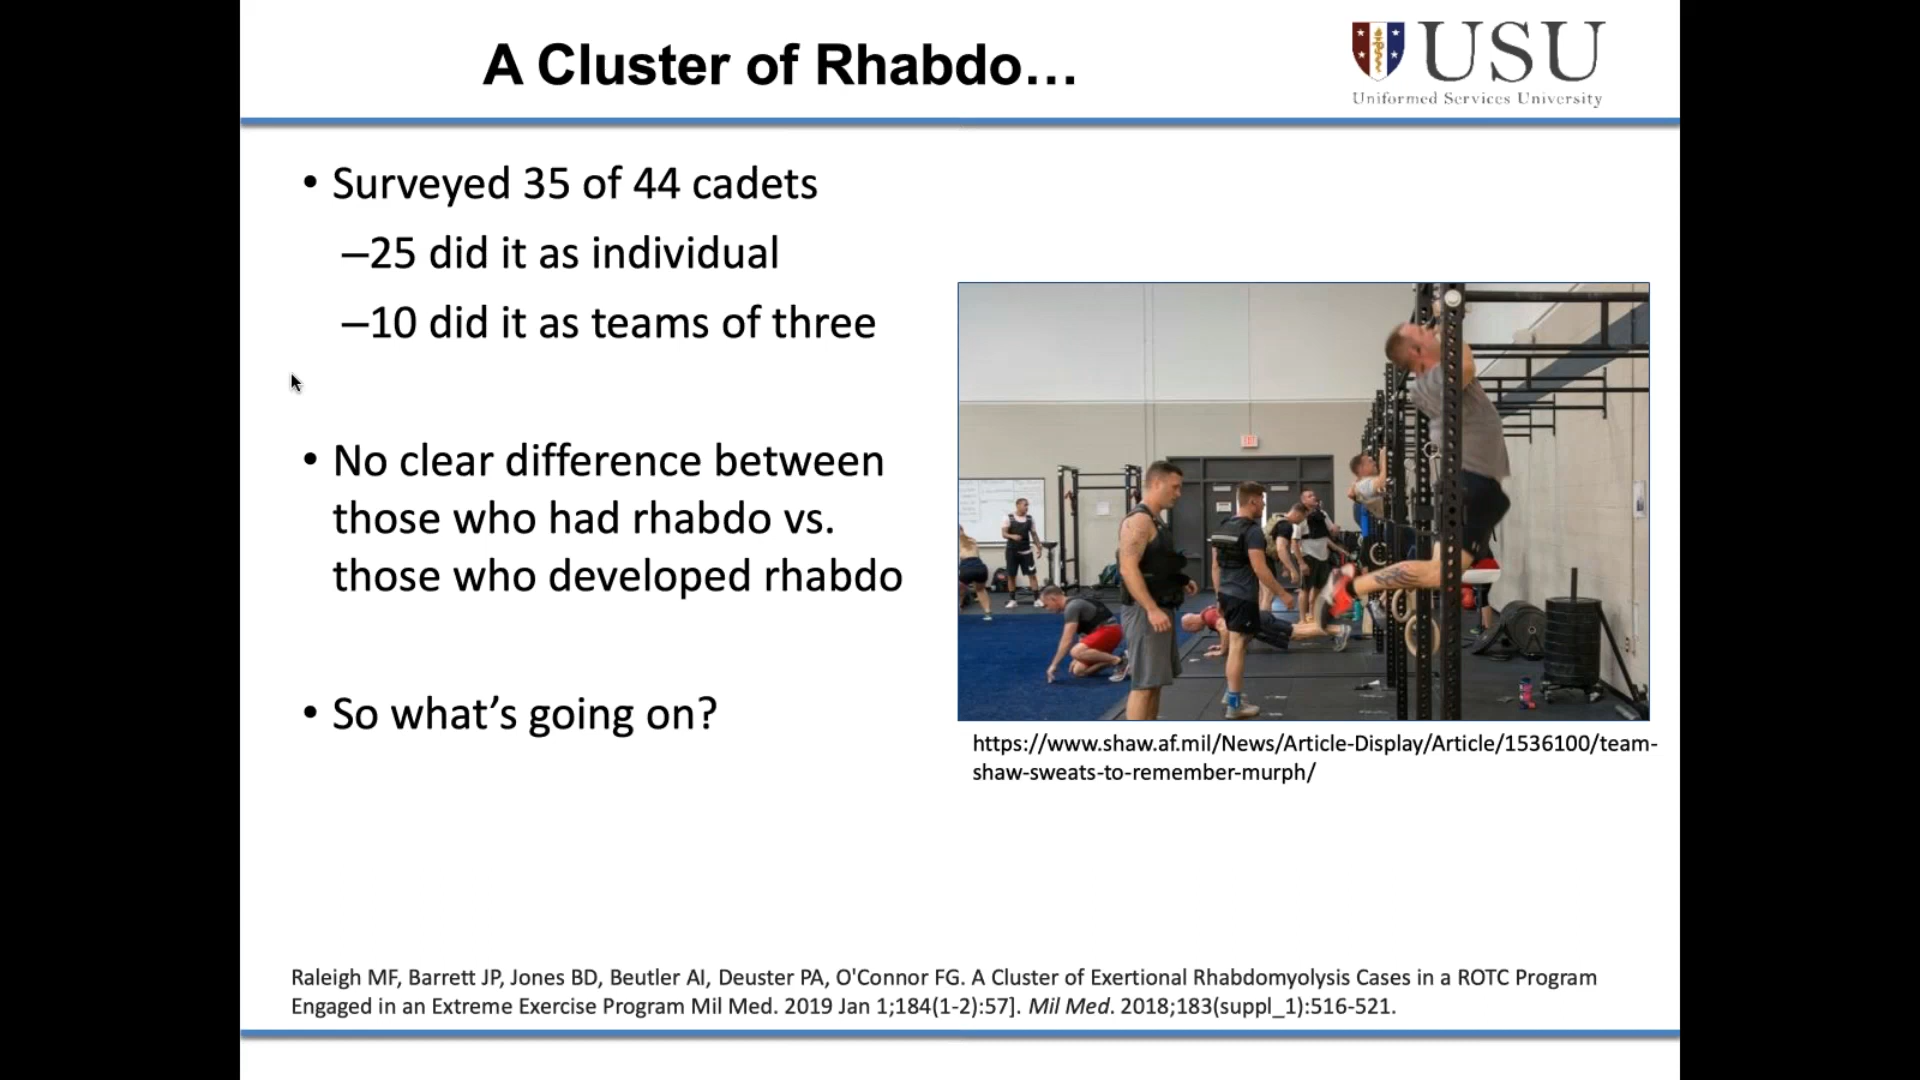 A Cluster of Rhabdo…
USU
Uniformed Services University
• Surveyed 35 of 44 cadets
–25 did it as individual
–10 did it as teams of three
• No clear difference between
those who had rhabdo vs.
those who developed rhabdo
• So what’s going on?
https://www.shaw.af.mil/News/Article-Display/Article/1536100/team-
shaw-sweats-to-remember-murph/
Raleigh MF, Barrett JP, Jones BD, Beutler AI, Deuster PA, O'Connor FG. A Cluster of Exertional Rhabdomyolysis Cases in a ROTC Program
Engaged in an Extreme Exercise Program Mil Med. 2019 Jan 1;184(1-2):57]. Mil Med. 2018;183(suppl_1):516-521.